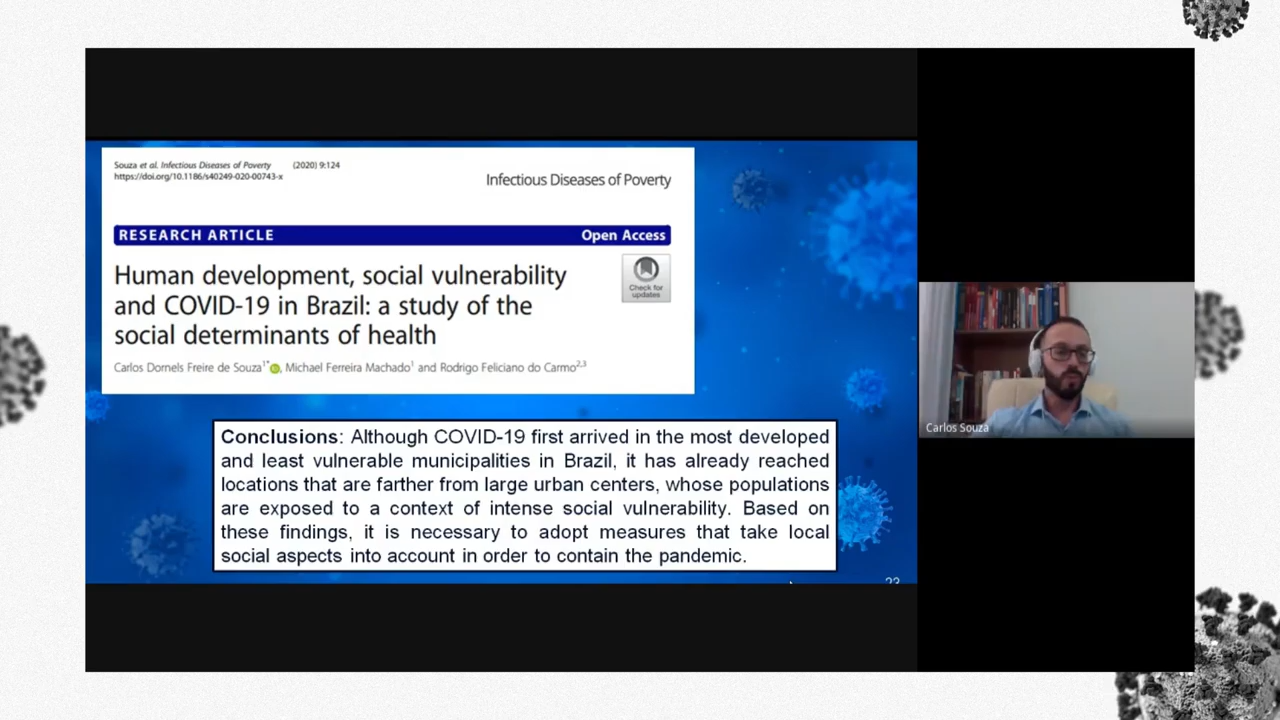 Souza et al. Infectious Diseases of Poverty (2020) 9:124
https://doi.org/10.1186/s40249-020-00743-x
Infectious Diseases of Poverty
RESEARCH ARTICLE Open Access
Check for
updates
Human development, social vulnerability
and COVID-19 in Brazil: a study of the
social determinants of health
Carlos Dornels Freire de Souza1*, Michael Ferreira Machado1 and Rodrigo Feliciano do Carmo2,3
Conclusions: Although COVID-19 first arrived in the most developed
and least vulnerable municipalities in Brazil, it has already reached
locations that are farther from large urban centers, whose populations
are exposed to a context of intense social vulnerability. Based on
these findings, it is necessary to adopt measures that take local
social aspects into account in order to contain the pandemic.
23
Carlos Souza